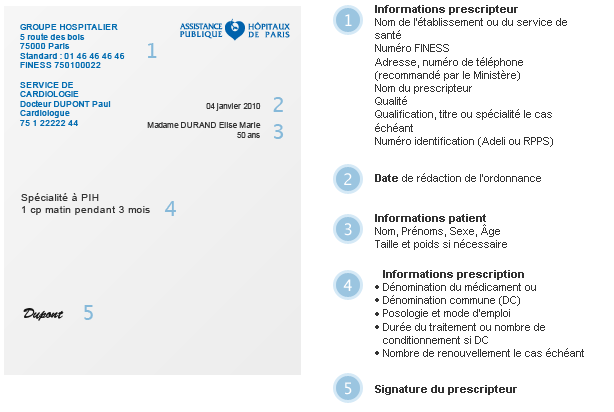 GROUPE HOSPITALIER
5 route des bois
75000 Paris
Standard : 01 46 46 46 46
FINESS 750100022
1
ASSISTANCE PUBLIQUE
HÔPITAUX DE PARIS
SERVICE DE
CARDIOLOGIE
Docteur DUPONT Paul
Cardiologue
75 1 22222 44
04 janvier 2010
2
Madame DURAND Elise Marie
50 ans
3
Spécialité à PIH
1 cp matin pendant 3 mois
4
Dupont
5
1
Informations prescripteur
Nom de l'établissement ou du service de
santé
Numéro FINESS
Adresse, numéro de téléphone
(recommandé par le Ministère)
Nom du prescripteur
Qualité
Qualification, titre ou spécialité le cas
échéant
Numéro identification (Adeli ou RPPS)
2
Date de rédaction de l'ordonnance
3
Informations patient
Nom, Prénoms, Sexe, Âge
Taille et poids si nécessaire
4
Informations prescription
• Dénomination du médicament ou
• Dénomination commune (DC)
• Posologie et mode d'emploi
• Durée du traitement ou nombre de
conditionnement si DC
• Nombre de renouvellement le cas échéant
5
Signature du prescripteur